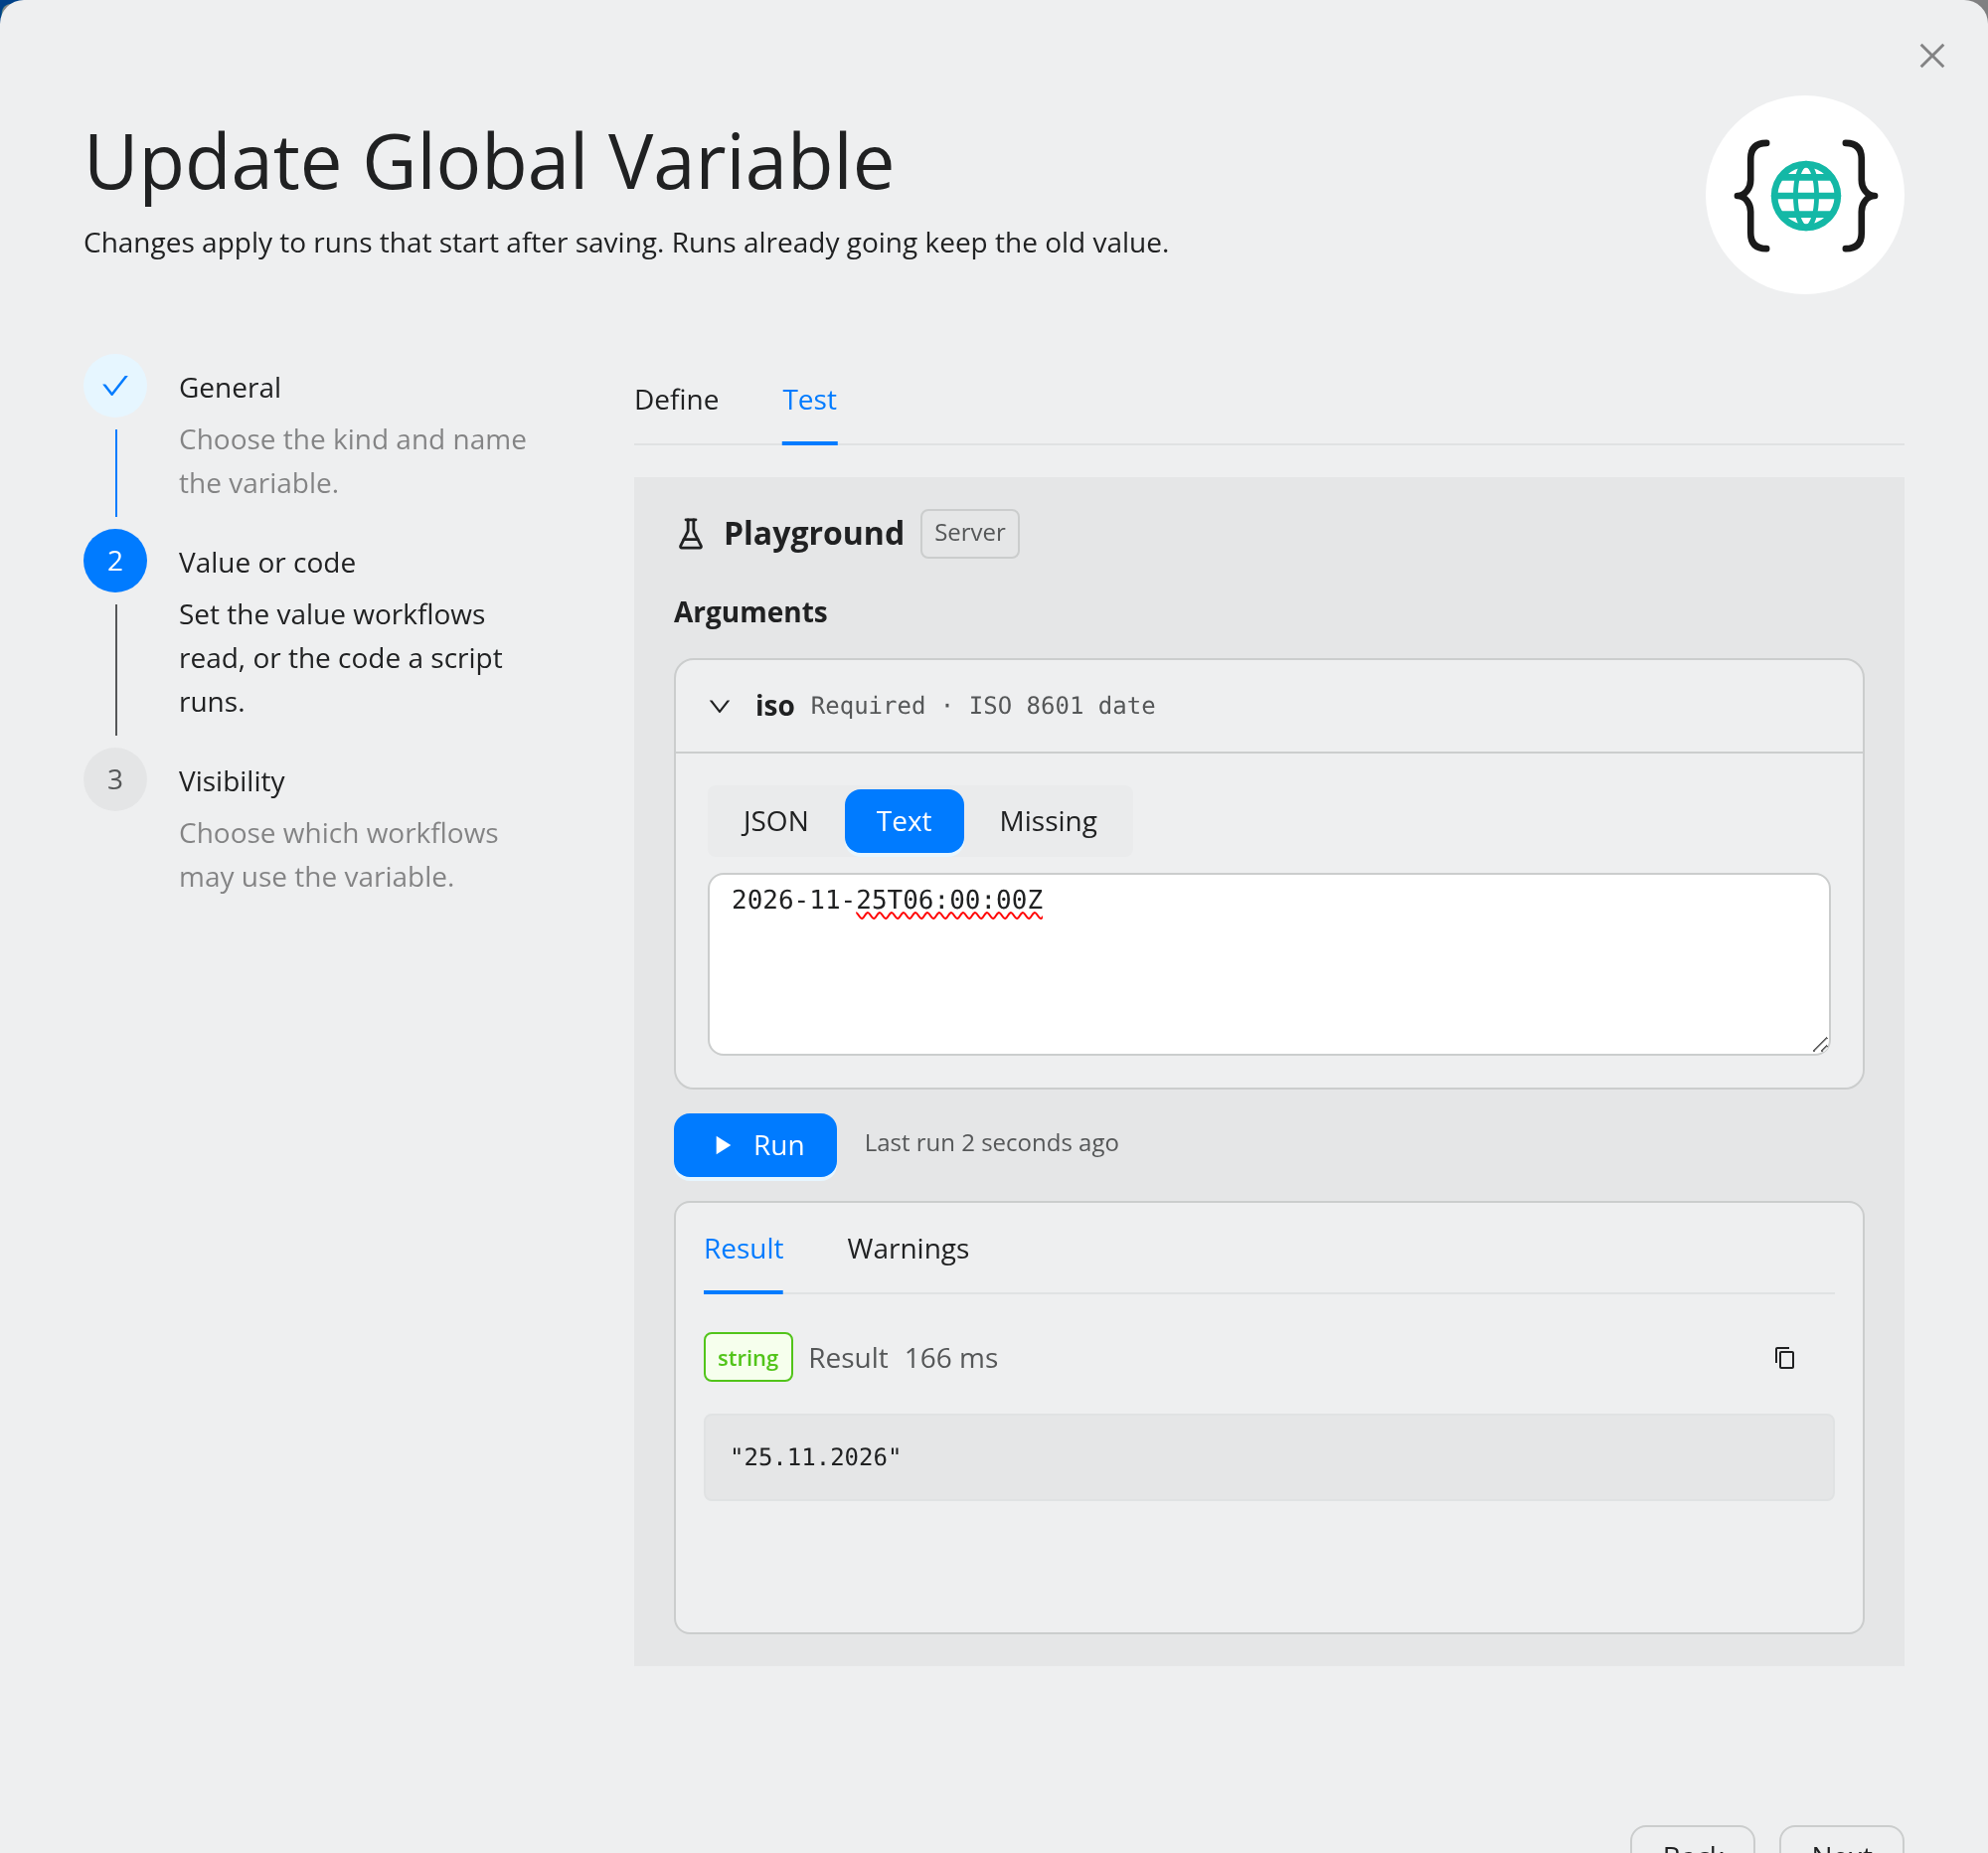 Update Global Variable
Changes apply to runs that start after saving. Runs already going keep the old value.
General
Choose the kind and name
the variable.
2
Value or code
Set the value workflows
read, or the code a script
runs.
3
Visibility
Choose which workflows
may use the variable.
Define
Test
Playground
Server
Arguments
iso Required · ISO 8601 date
JSON
Text
Missing
2026-11-25T06:00:00Z
Run
Last run 2 seconds ago
Result
Warnings
string
Result 166 ms
"25.11.2026"
Back
Next